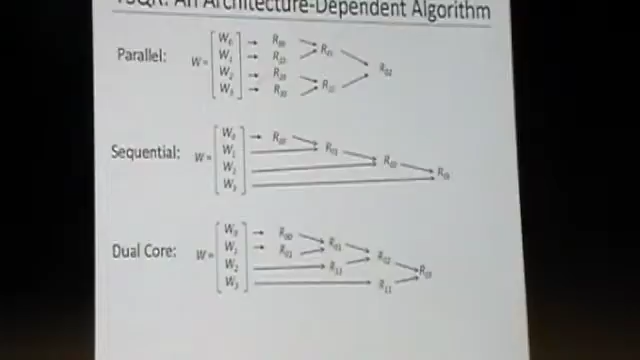 TSQR: An Architecture-Dependent Algorithm
Parallel: W = W₀ → R₀₀ R₀₁ R₀₂
W₁ → R₁₀
W₂ → R₂₀ R₁₁
W₃ → R₃₀
Sequential: W = W₀ → R₀₀ R₀₁ R₀₂ R₀₃
W₁
W₂
W₃
Dual Core: W = W₀ → R₀₀ R₀₁ R₀₂ R₀₃
W₁ → R₀₁ R₁₁
W₂ R₁₁
W₃